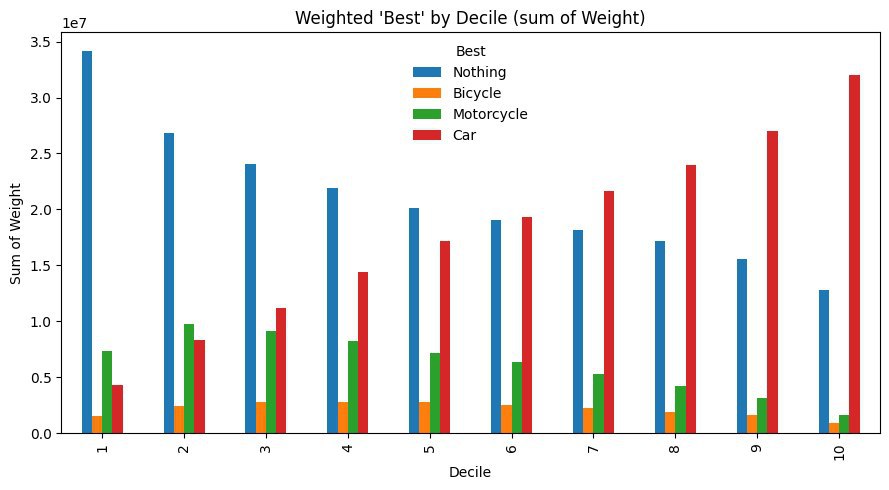 Weighted 'Best' by Decile (sum of Weight)
1e7
3.5
3.0
2.5
2.0
1.5
1.0
0.5
0.0
Sum of Weight
Best
Nothing
Bicycle
Motorcycle
Car
1 2 3 4 5 6 7 8 9 10
Decile